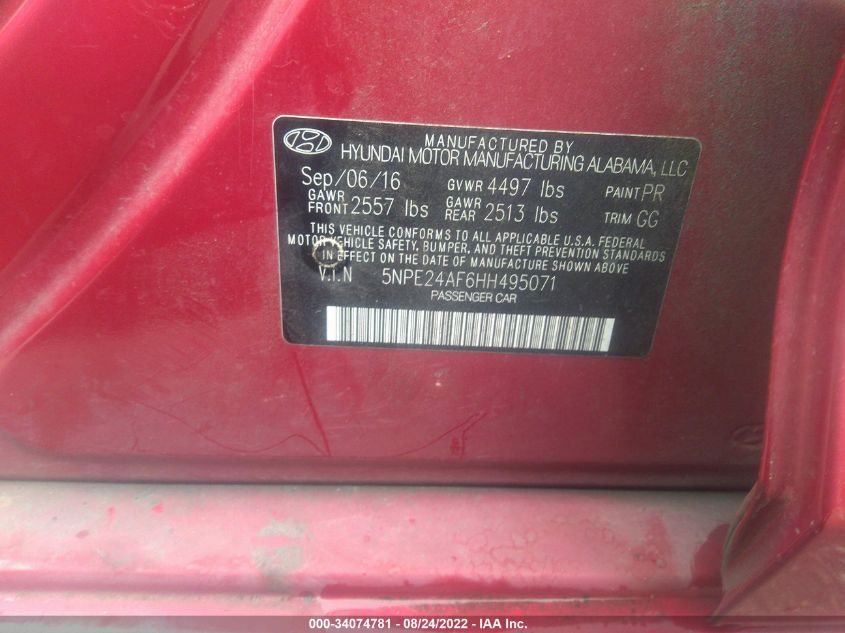 MANUFACTURED BY
HYUNDAI MOTOR MANUFACTURING ALABAMA, LLC
Sep/06/16 GVWR 4497 lbs PAINT PR
GAWR FRONT 2557 lbs GAWR REAR 2513 lbs TRIM GG
THIS VEHICLE CONFORMS TO ALL APPLICABLE U.S.A. FEDERAL
MOTOR VEHICLE SAFETY, BUMPER, AND THEFT PREVENTION STANDARDS
IN EFFECT ON THE DATE OF MANUFACTURE SHOWN ABOVE
V.I.N 5NPE24AF6HH495071
PASSENGER CAR
000-34074781 - 08/24/2022 - IAA Inc.